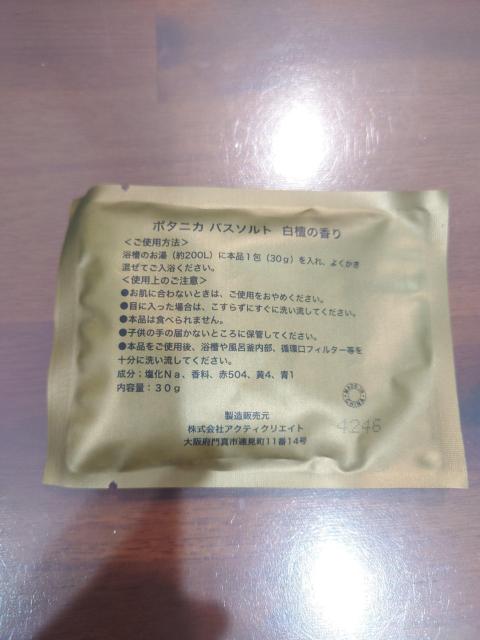 ボタニカ バスソルト 白檀の香り
＜ご使用方法＞
浴槽のお湯（約200L）に本品1包（30g）を入れ、よくかき
混ぜてご入浴ください。
＜使用上のご注意＞
●お肌に合わないときは、ご使用をおやめください。
●目に入った場合は、こすらずにすぐに洗い流してください。
●本品は食べられません。
●子供の手の届かないところに保管してください。
●本品をご使用後、浴槽や風呂釜内部、循環口フィルター等を
十分に洗い流してください。
成分：塩化Na、香料、赤504、黄4、青1
内容量：30g
MADE IN CHINA
製造販売元
株式会社アクティクリエイト
大阪府門真市速見町11番14号
4246